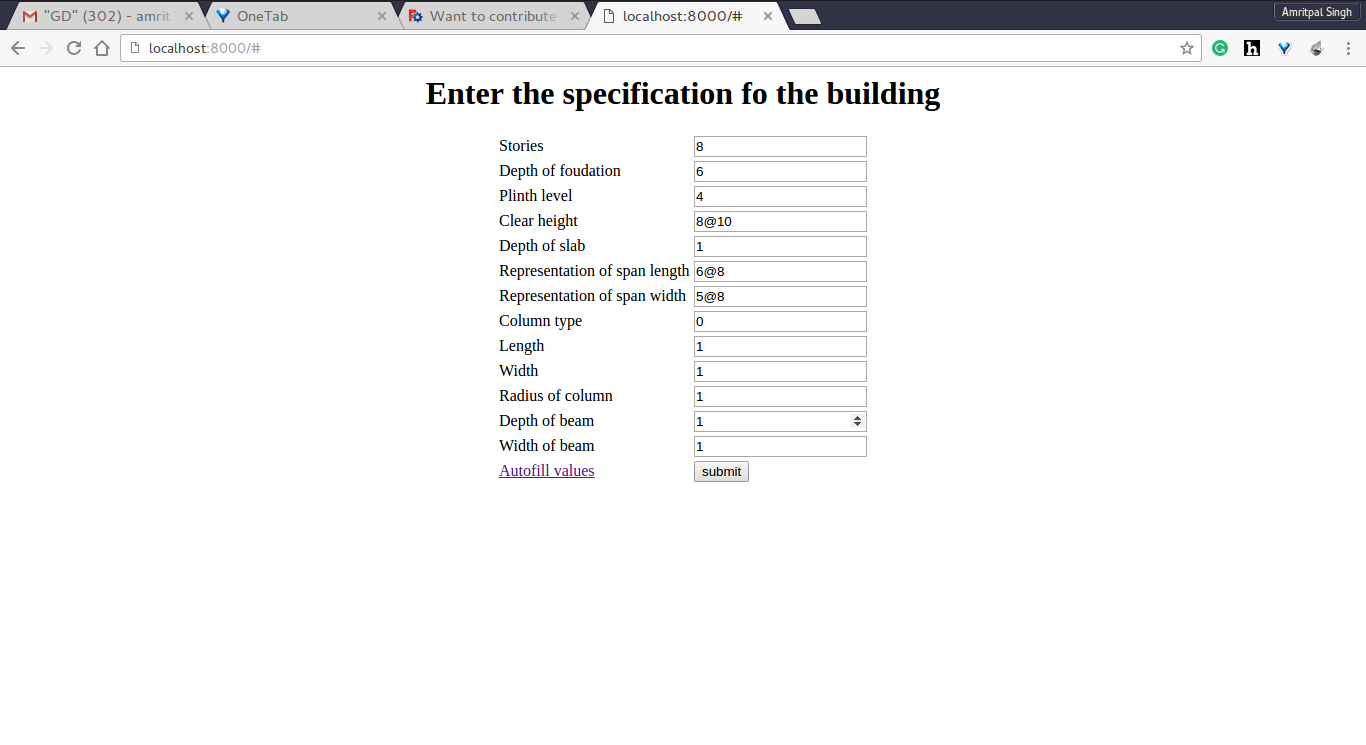 "GD" (302) - amrit
OneTab
Want to contribute
localhost:8000/#
Amritpal Singh
localhost:8000/#
Enter the specification fo the building
Stories 8
Depth of foudation 6
Plinth level 4
Clear height 8@10
Depth of slab 1
Representation of span length 6@8
Representation of span width 5@8
Column type 0
Length 1
Width 1
Radius of column 1
Depth of beam 1
Width of beam 1
Autofill values submit